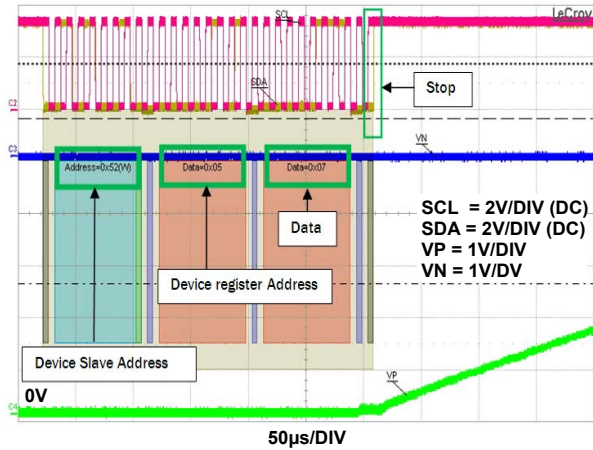 SCL
LeCroy
SDA
Stop
C2
C3
VN
Address=0x52(W)
Data=0x05
Data=0x07
SCL = 2V/DIV (DC)
SDA = 2V/DIV (DC)
VP = 1V/DIV
VN = 1V/DV
Data
Device register Address
Device Slave Address
0V
VP
C4
50µs/DIV